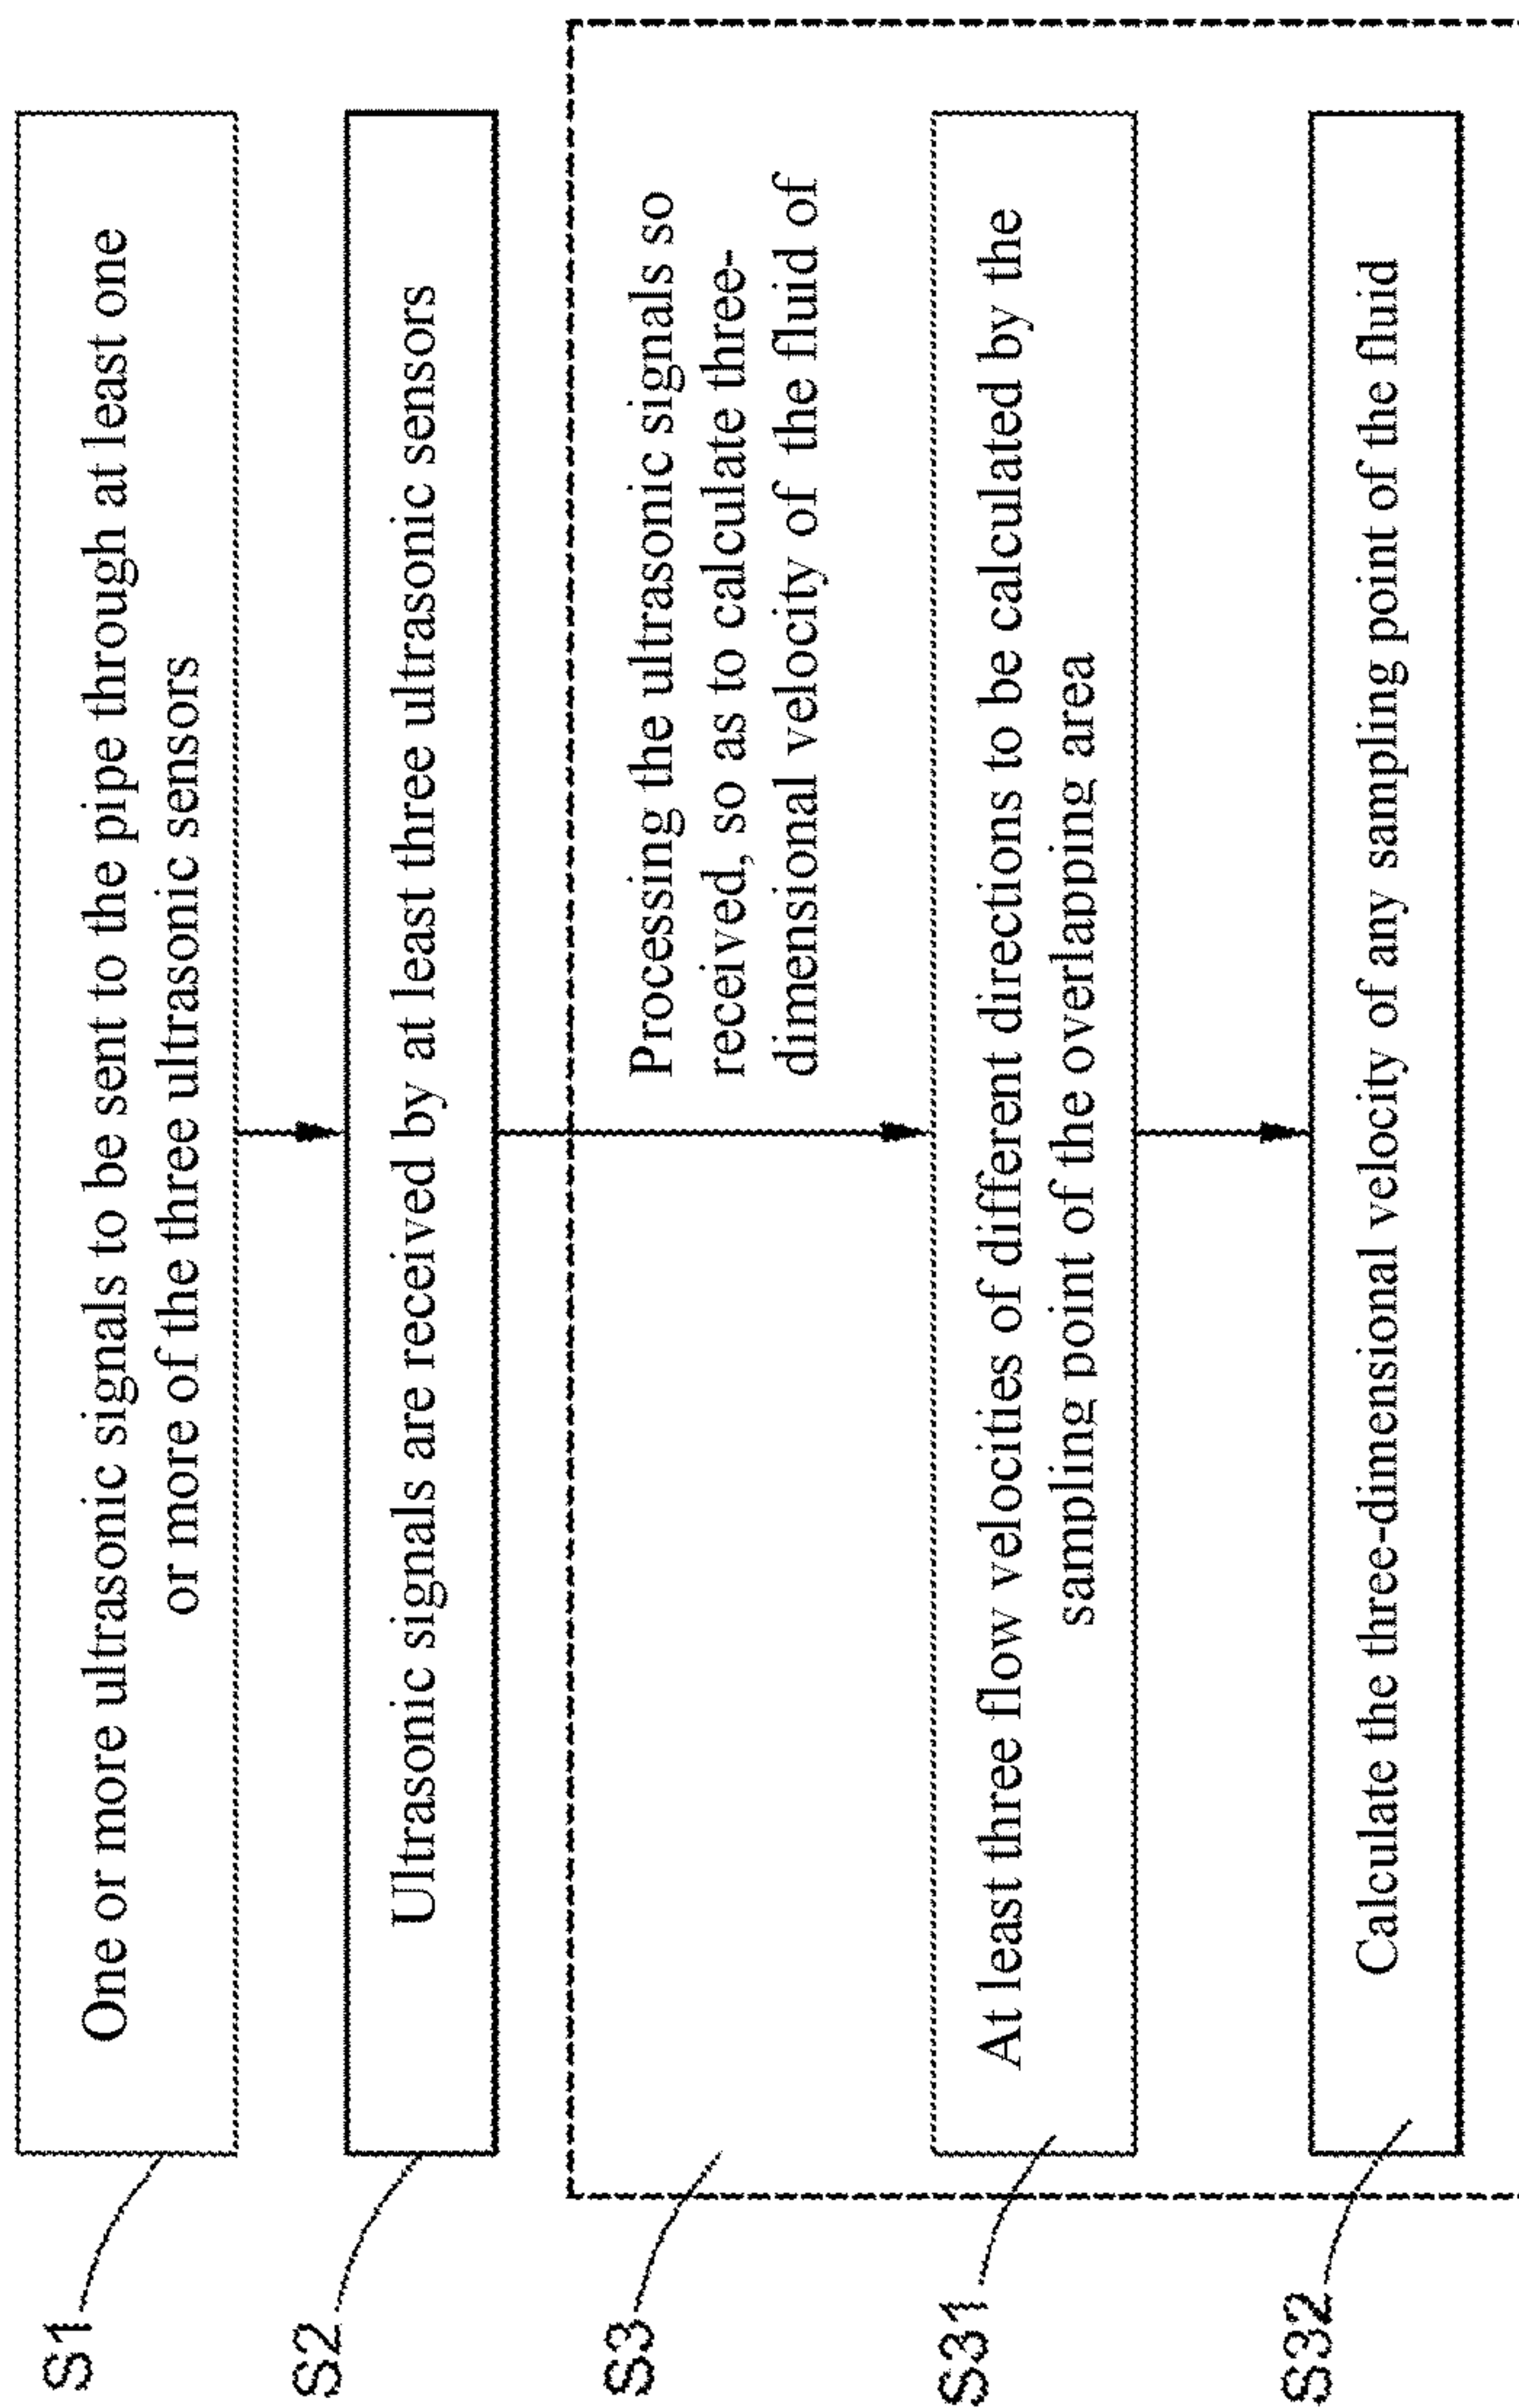 S1
One or more ultrasonic signals to be sent to the pipe through at least one
or more of the three ultrasonic sensors
S2
Ultrasonic signals are received by at least three ultrasonic sensors
S3
Processing the ultrasonic signals so
received, so as to calculate three-
dimensional velocity of the fluid of
S31
At least three flow velocities of different directions to be calculated by the
sampling point of the overlapping area
S32
Calculate the three-dimensional velocity of any sampling point of the fluid